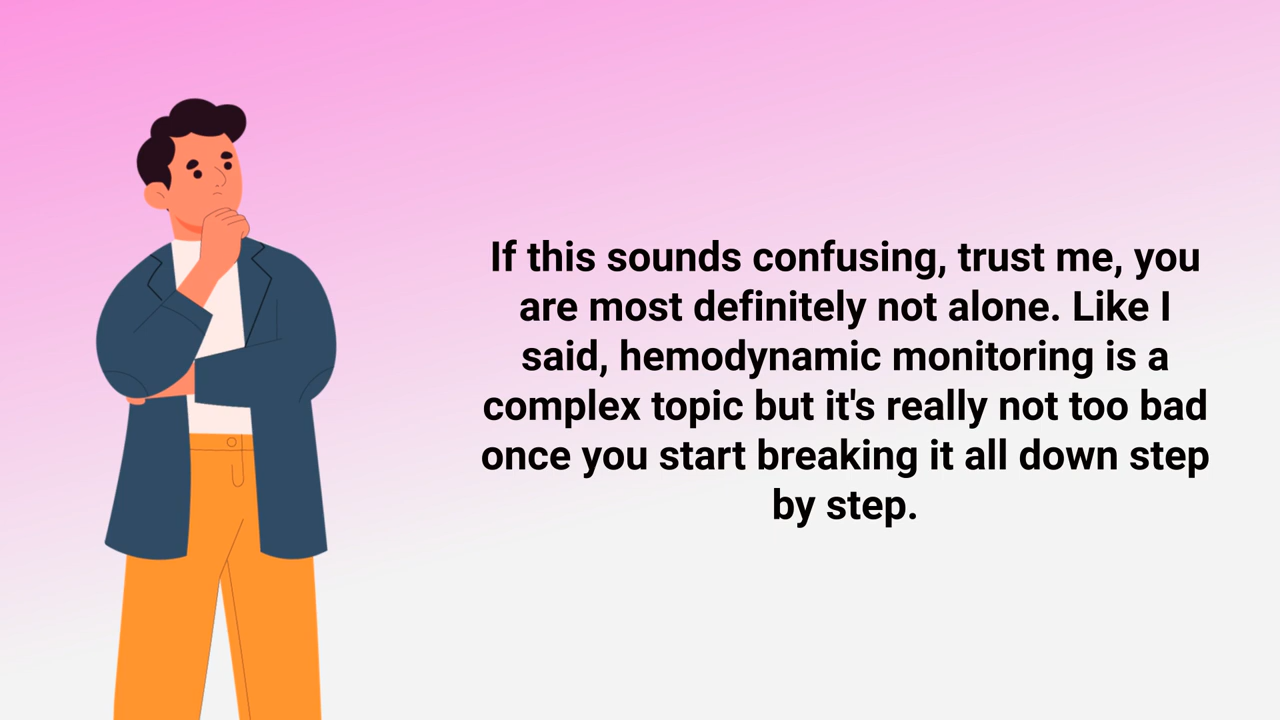 If this sounds confusing, trust me, you
are most definitely not alone. Like I
said, hemodynamic monitoring is a
complex topic but it's really not too bad
once you start breaking it all down step
by step.